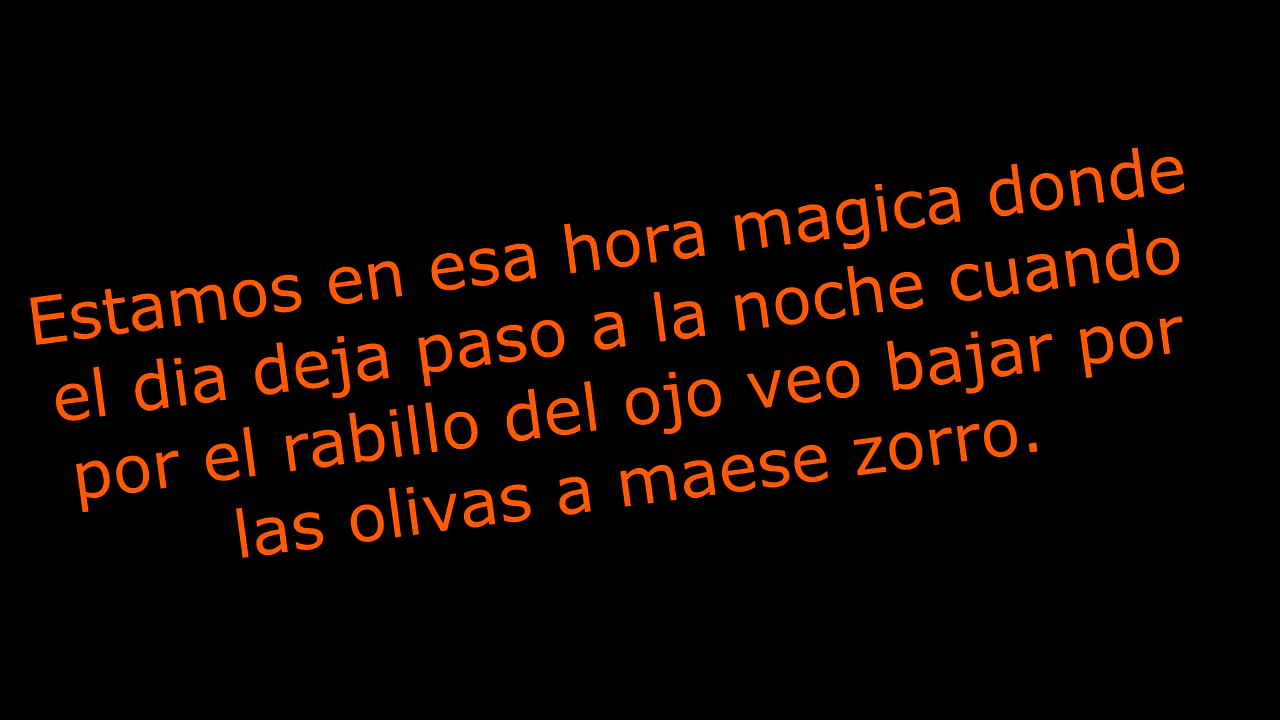 Estamos en esa hora magica donde
el dia deja paso a la noche cuando
por el rabillo del ojo veo bajar por
las olivas a maese zorro.